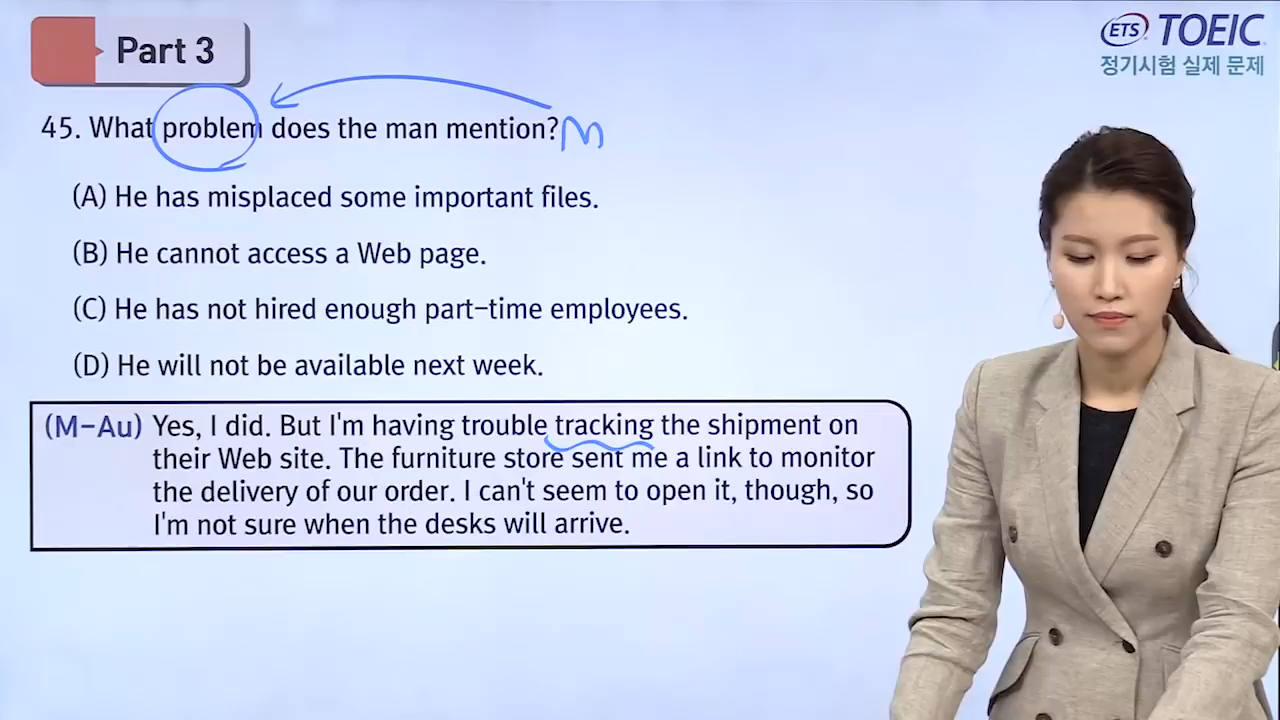 Part 3
ETS TOEIC
정기시험 실제 문제
45. What problem does the man mention? M
(A) He has misplaced some important files.
(B) He cannot access a Web page.
(C) He has not hired enough part-time employees.
(D) He will not be available next week.
(M-Au) Yes, I did. But I'm having trouble tracking the shipment on
their Web site. The furniture store sent me a link to monitor
the delivery of our order. I can't seem to open it, though, so
I'm not sure when the desks will arrive.